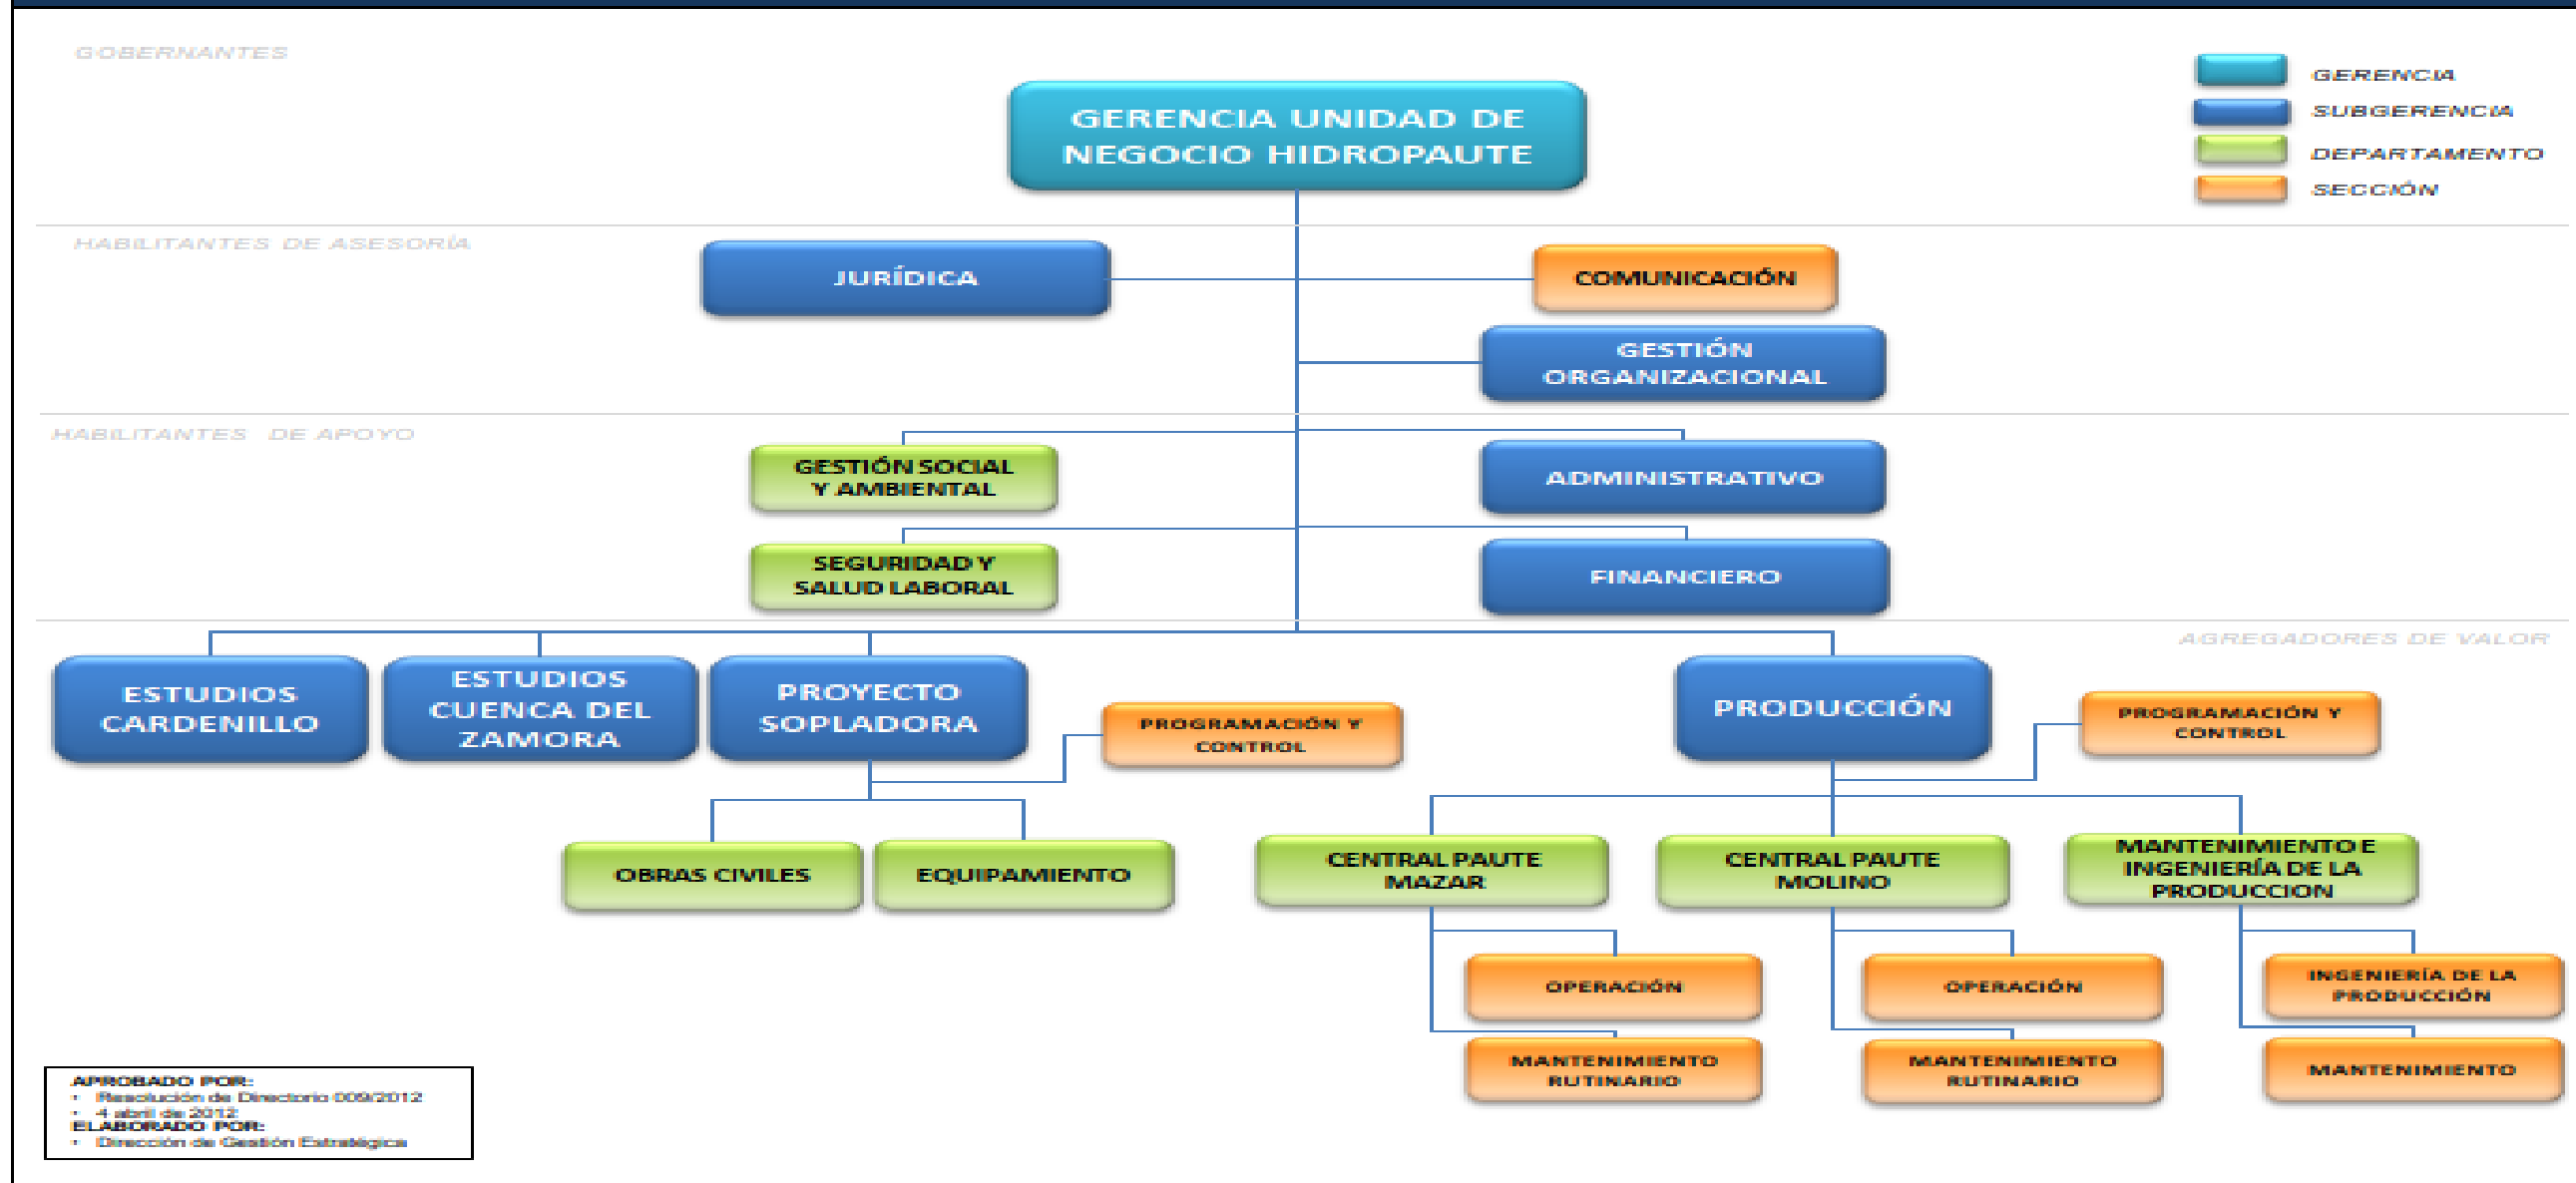 GOBERNANTES
GERENCIA
SUBGERENCIA
DEPARTAMENTO
SECCIÓN
GERENCIA UNIDAD DE
NEGOCIO HIDROPAUTE
HABILITANTES DE ASESORÍA
JURÍDICA
COMUNICACIÓN
GESTIÓN
ORGANIZACIONAL
HABILITANTES DE APOYO
GESTIÓN SOCIAL
Y AMBIENTAL
ADMINISTRATIVO
SEGURIDAD Y
SALUD LABORAL
FINANCIERO
AGREGADORES DE VALOR
ESTUDIOS
CARDENILLO
ESTUDIOS
CUENCA DEL
ZAMORA
PROYECTO
SOPLADORA
PROGRAMACIÓN Y
CONTROL
PRODUCCIÓN
PROGRAMACIÓN Y
CONTROL
OBRAS CIVILES
EQUIPAMIENTO
CENTRAL PAUTE
MAZAR
CENTRAL PAUTE
MOLINO
MANTENIMIENTO E
INGENIERÍA DE LA
PRODUCCION
OPERACIÓN
OPERACIÓN
INGENIERÍA DE LA
PRODUCCIÓN
MANTENIMIENTO
RUTINARIO
MANTENIMIENTO
RUTINARIO
MANTENIMIENTO
APROBADO POR:
• Resolución de Directorio 009/2012
• 4 abril de 2012
ELABORADO POR:
• Dirección de Gestión Estratégica